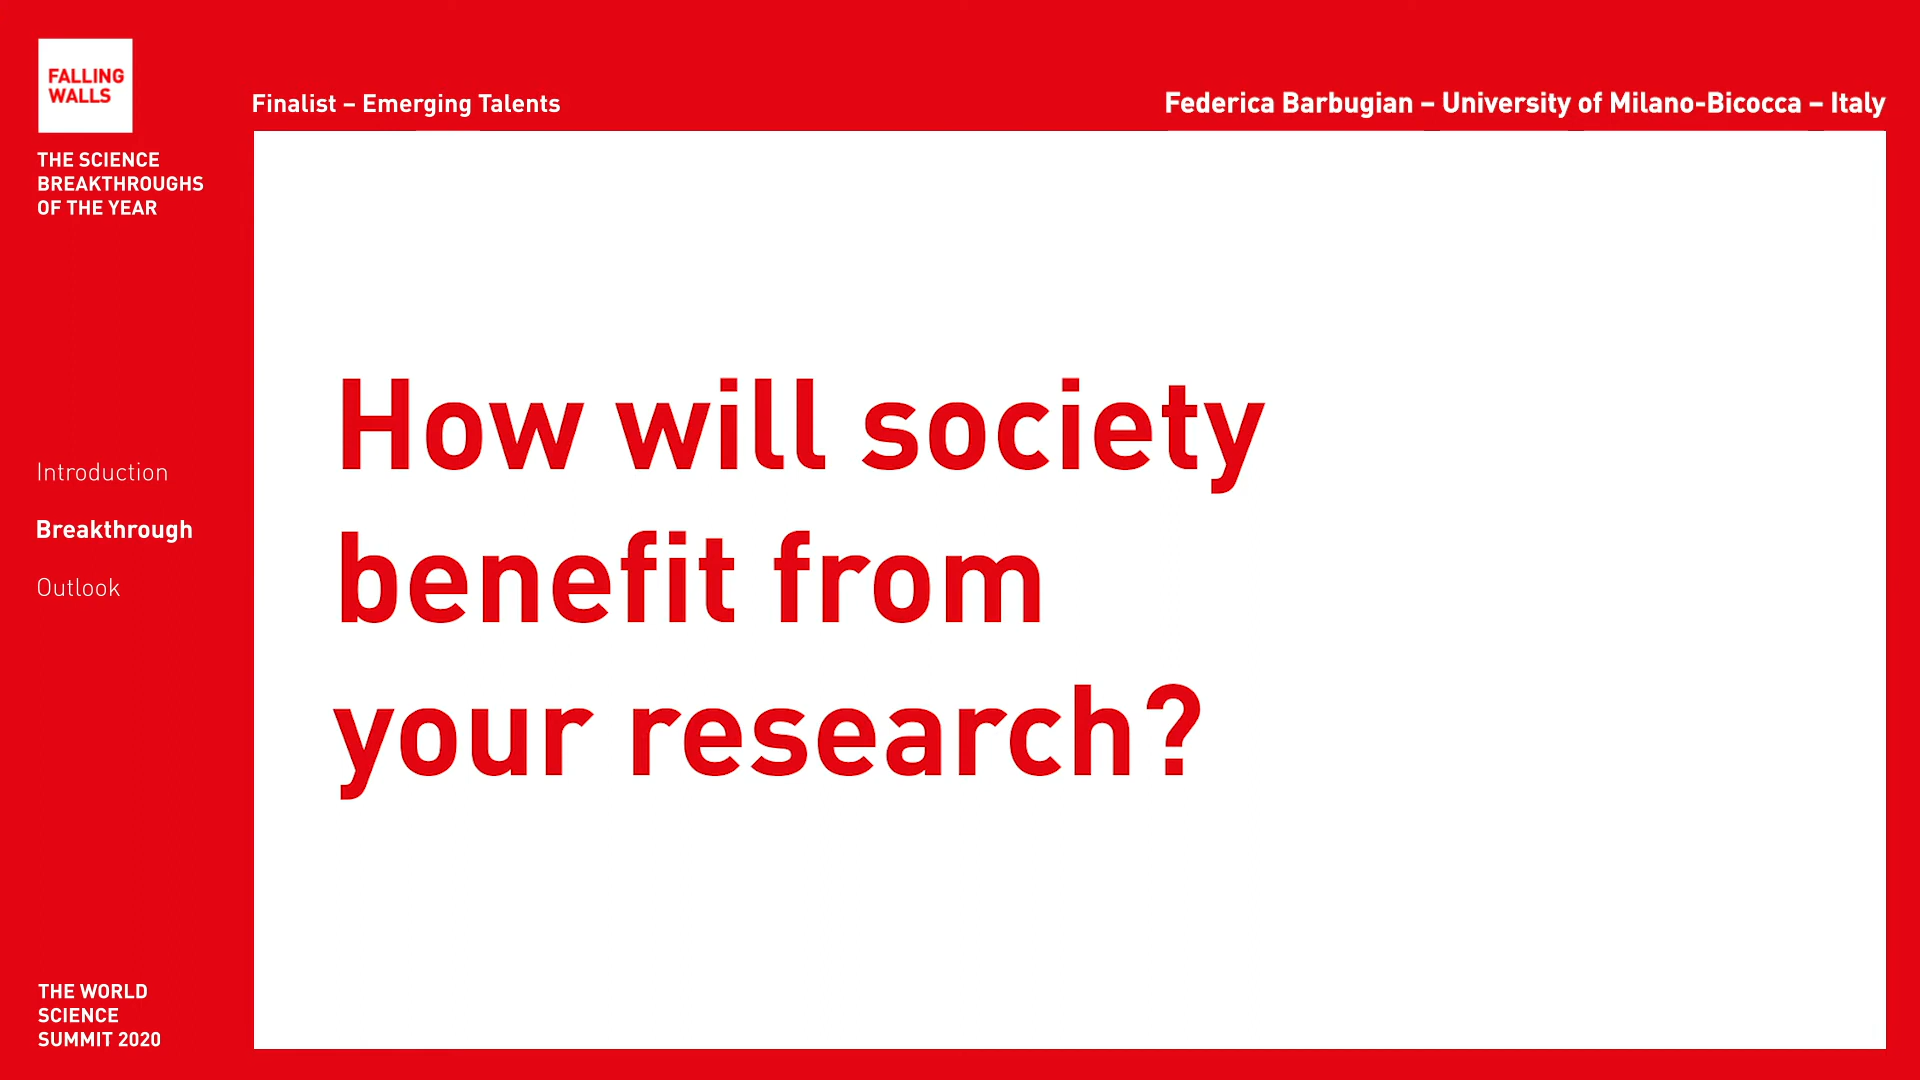 FALLING
WALLS
THE SCIENCE
BREAKTHROUGHS
OF THE YEAR
Finalist – Emerging Talents
Federica Barbugian – University of Milano-Bicocca – Italy
Introduction
Breakthrough
Outlook
How will society
benefit from
your research?
THE WORLD
SCIENCE
SUMMIT 2020